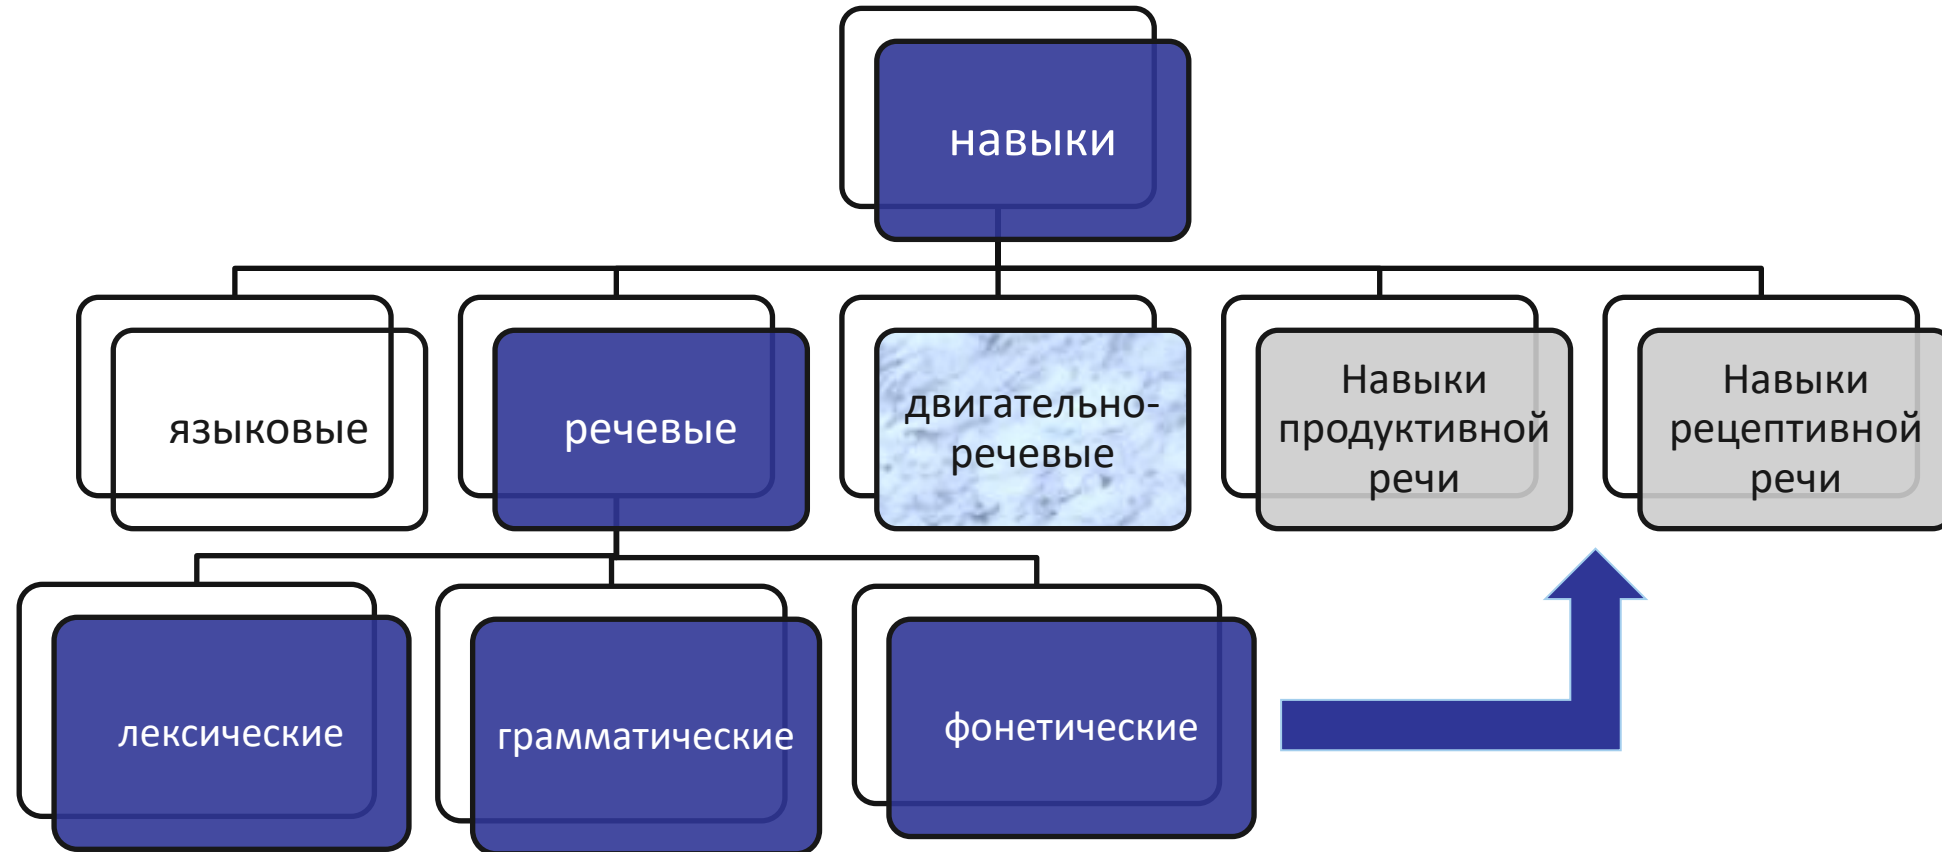 навыки
языковые
речевые
двигательно-
речевые
Навыки
продуктивной
речи
Навыки
рецептивной
речи
лексические
грамматические
фонетические